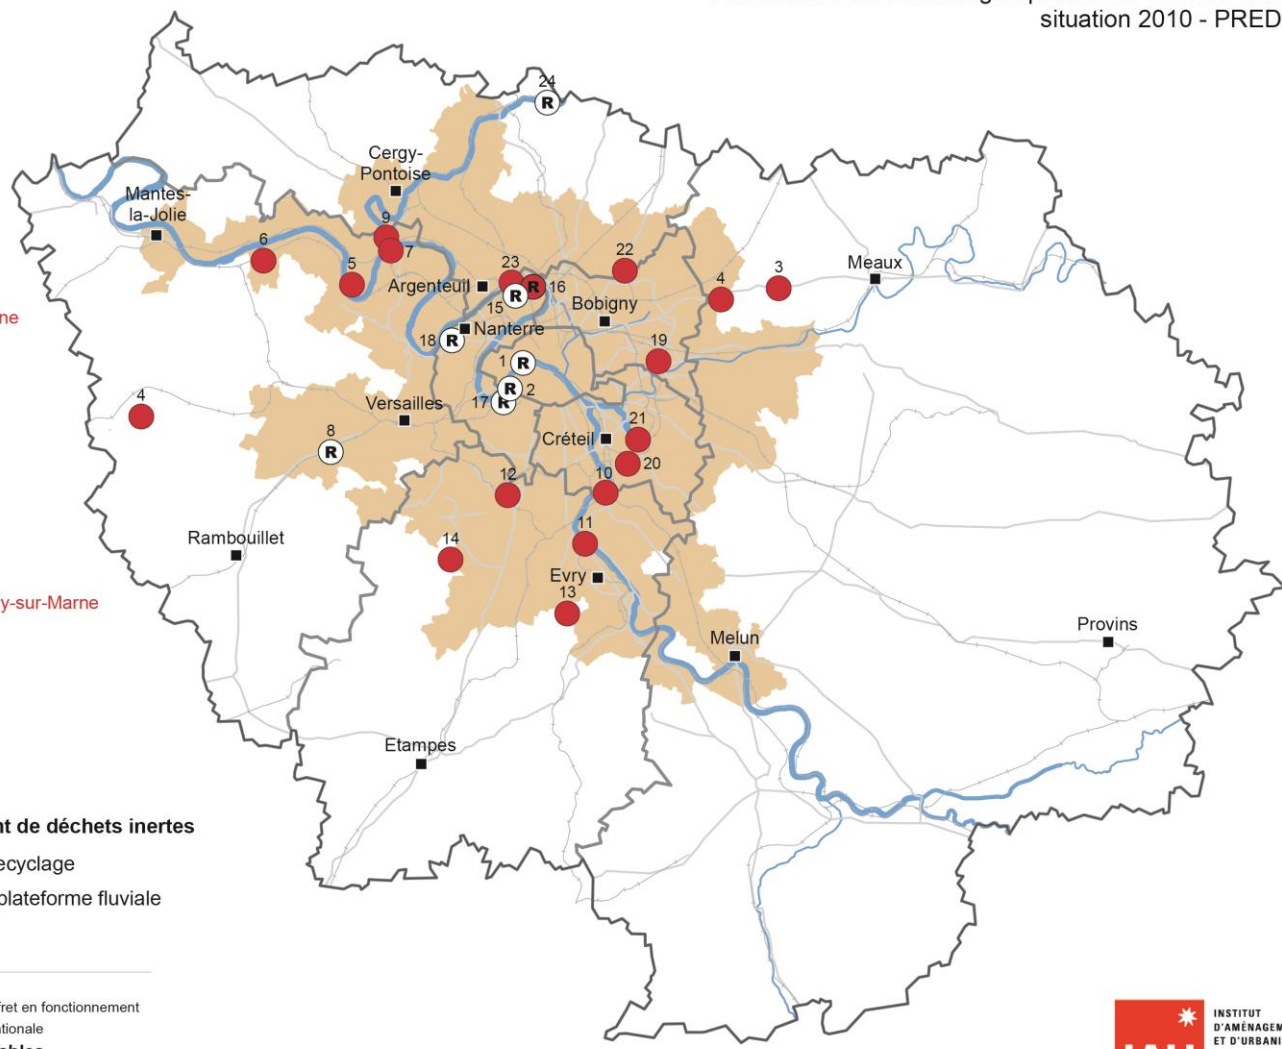 situation 2010 - PRED
24
R
Cergy-
Pontoise
Mantes-
la-Jolie
9
7
6
5
23
22
4
3
Meaux
Argenteuil
R
16
15
R
Bobigny
ne
18
R
Nanterre
1
R
19
R
2
17
R
4
Versailles
8
R
21
Créteil
20
12
10
11
14
Rambouillet
Evry
y-sur-Marne
13
Provins
Melun
Etampes
nt de déchets inertes
ecyclage
plateforme fluviale
fret en fonctionnement
ationale
INSTITUT
D'AMÉNAGEM
ET D'URBANI